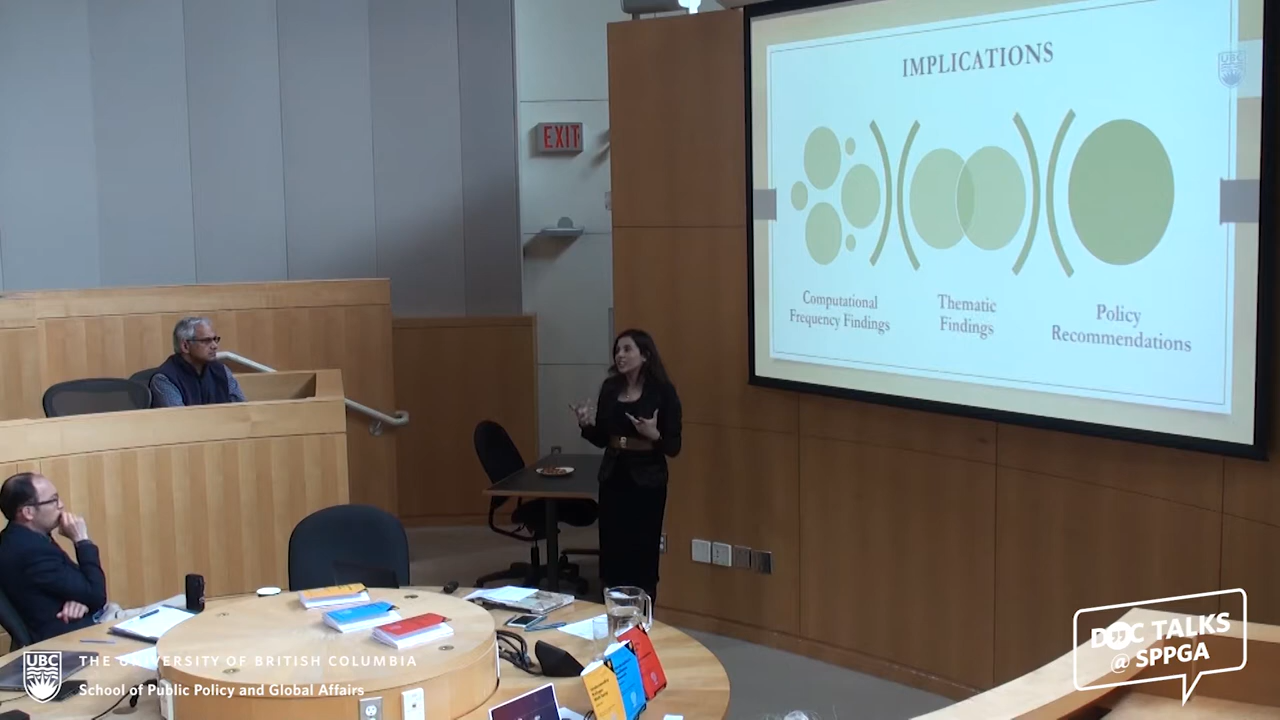 IMPLICATIONS
UBC
EXIT
Computational
Frequency Findings
Thematic
Findings
Policy
Recommendations
UBC
THE UNIVERSITY OF BRITISH COLUMBIA
School of Public Policy and Global Affairs
DOC TALKS
@ SPPGA